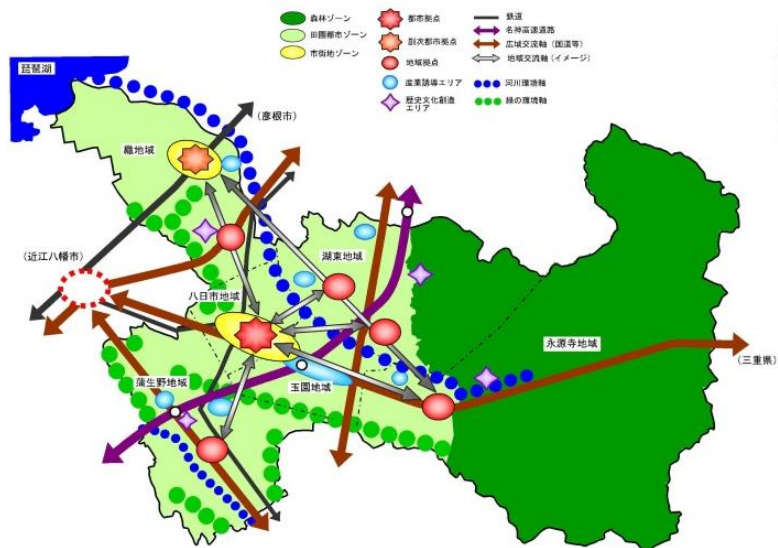 森林ゾーン
田園都市ゾーン
市街地ゾーン
都市拠点
副次都市拠点
地域拠点
産業誘導エリア
歴史文化創造
エリア
鉄道
名神高速道路
広域交流軸(国道等)
地域交流軸(イメージ)
河川環境軸
緑の環境軸
琵琶湖
(彦根市)
(近江八幡市)
湖東地域
八日市地域
永源寺地域
(三重県)
蒲生野地域
玉園地域